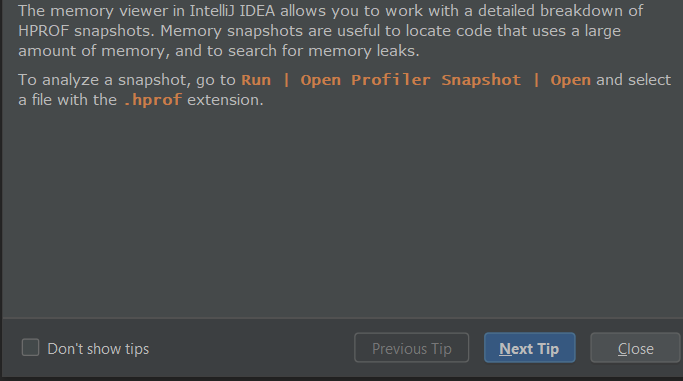 The memory viewer in IntelliJ IDEA allows you to work with a detailed breakdown of
HPROF snapshots. Memory snapshots are useful to locate code that uses a large
amount of memory, and to search for memory leaks.
To analyze a snapshot, go to Run | Open Profiler Snapshot | Open and select
a file with the .hprof extension.
Don't show tips
Previous Tip
Next Tip
Close